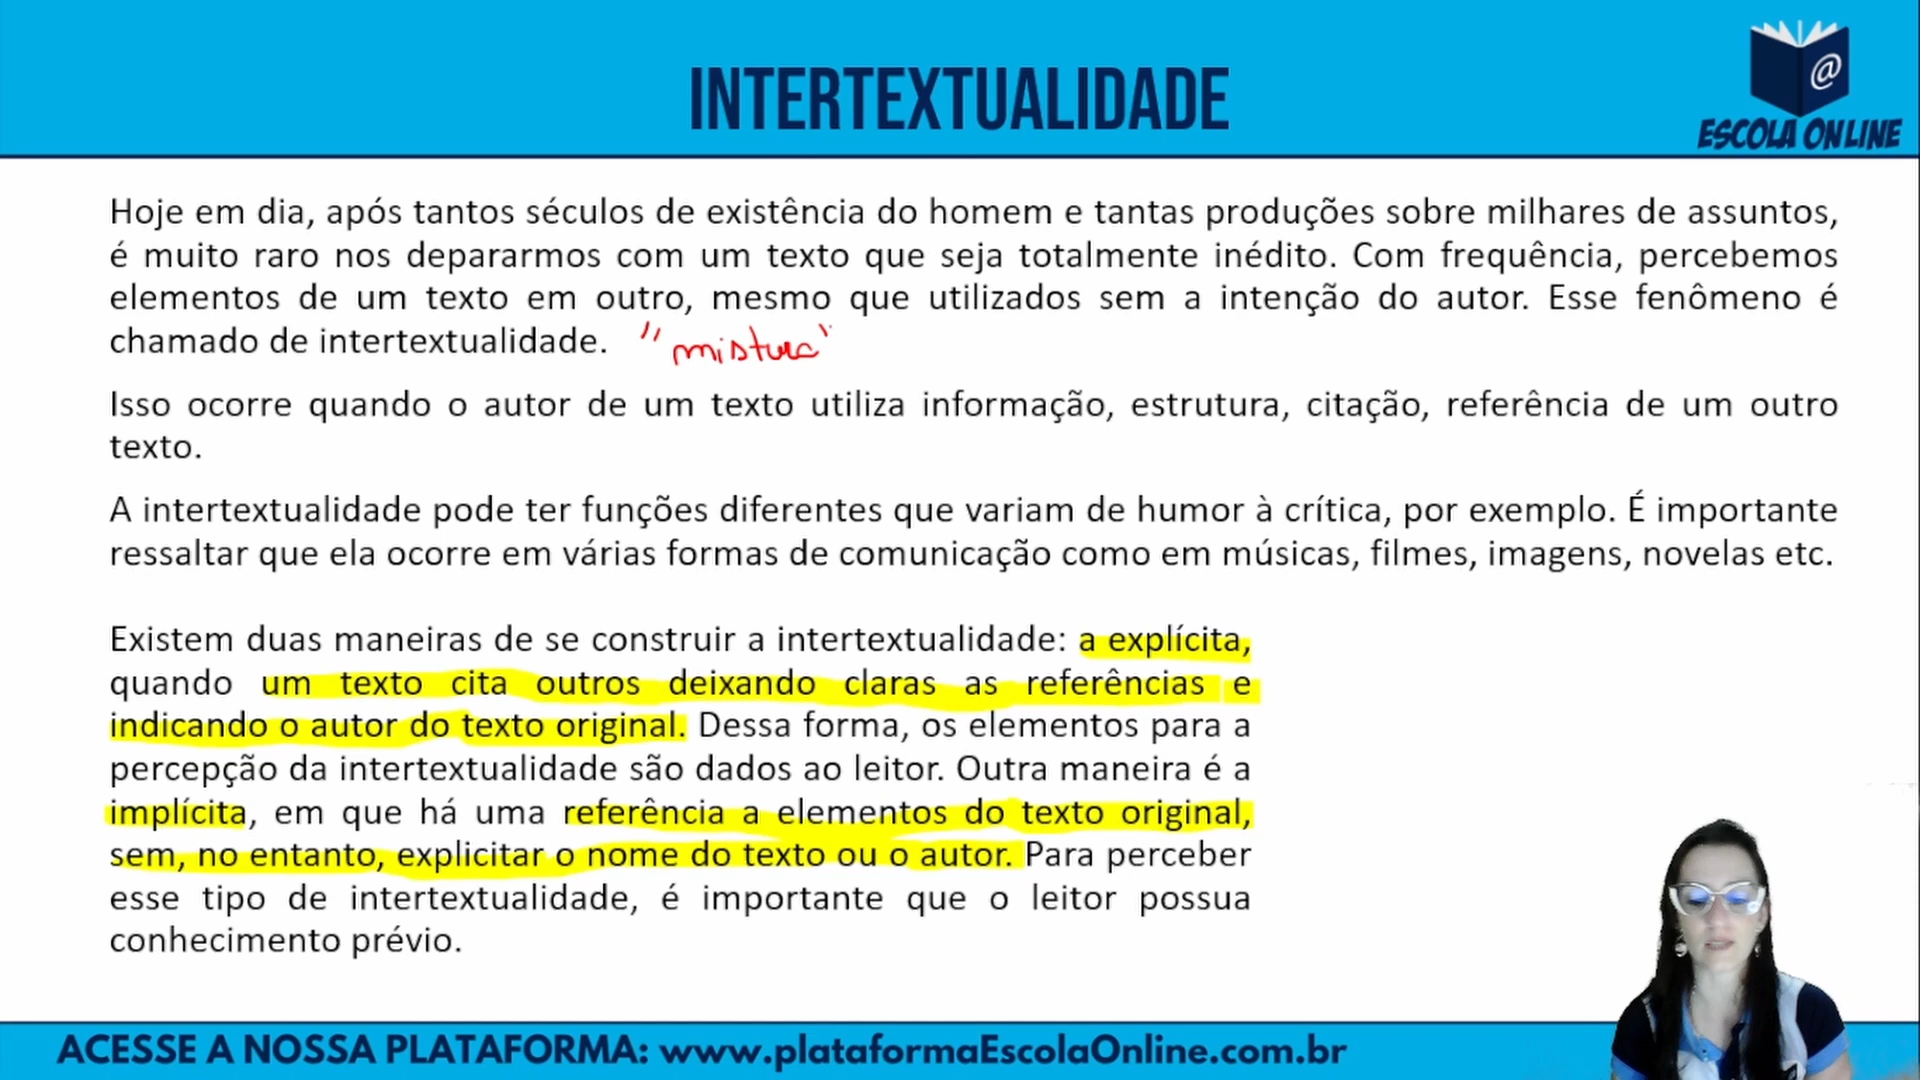 INTERTEXTUALIDADE
@
ESCOLA ONLINE
Hoje em dia, após tantos séculos de existência do homem e tantas produções sobre milhares de assuntos,
é muito raro nos depararmos com um texto que seja totalmente inédito. Com frequência, percebemos
elementos de um texto em outro, mesmo que utilizados sem a intenção do autor. Esse fenômeno é
chamado de intertextualidade. "mistura"
Isso ocorre quando o autor de um texto utiliza informação, estrutura, citação, referência de um outro
texto.
A intertextualidade pode ter funções diferentes que variam de humor à crítica, por exemplo. É importante
ressaltar que ela ocorre em várias formas de comunicação como em músicas, filmes, imagens, novelas etc.
Existem duas maneiras de se construir a intertextualidade: a explícita,
quando um texto cita outros deixando claras as referências e
indicando o autor do texto original. Dessa forma, os elementos para a
percepção da intertextualidade são dados ao leitor. Outra maneira é a
implícita, em que há uma referência a elementos do texto original,
sem, no entanto, explicitar o nome do texto ou o autor. Para perceber
esse tipo de intertextualidade, é importante que o leitor possua
conhecimento prévio.
ACESSE A NOSSA PLATAFORMA: www.plataformaEscolaOnline.com.br